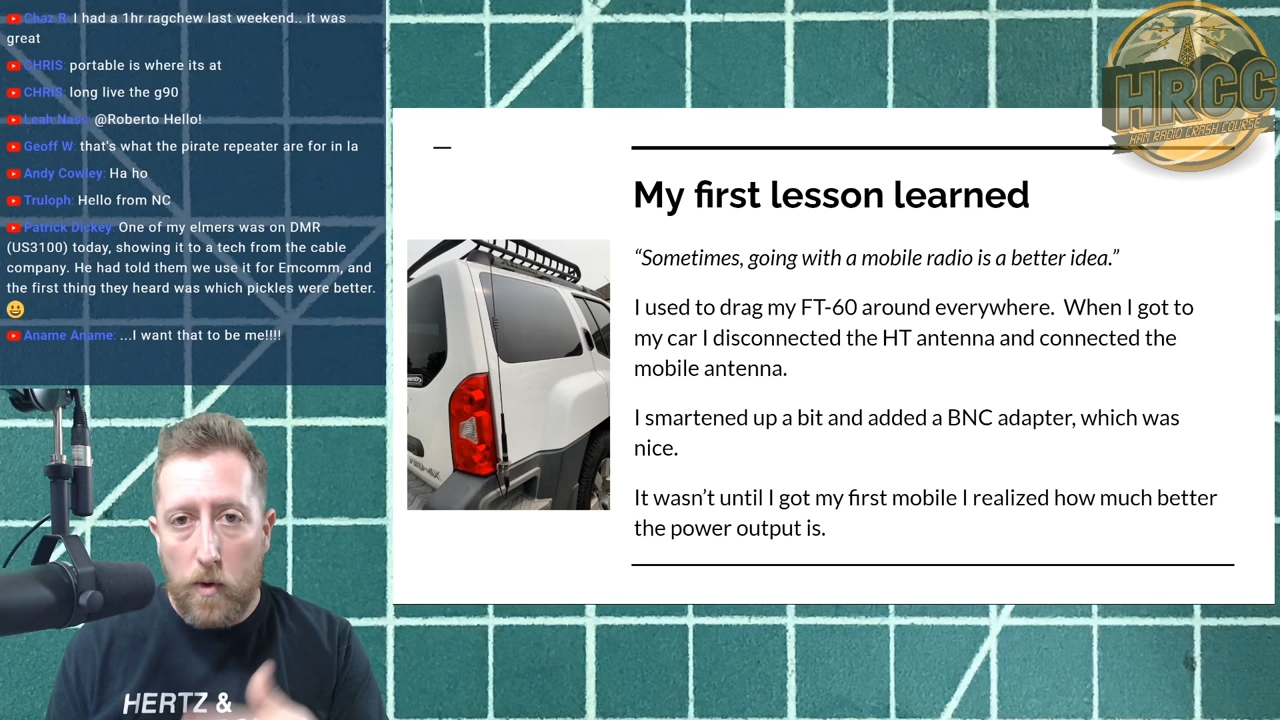 Chaz R: I had a 1hr ragchew last weekend.. it was
great
CHRIS: portable is where its at
CHRIS: long live the g90
Leah Nass: @Roberto Hello!
Geoff W: that's what the pirate repeater are for in la
Andy Cowley: Ha ho
Truloph: Hello from NC
Patrick Dickey: One of my elmers was on DMR
(US3100) today, showing it to a tech from the cable
company. He had told them we use it for Emcomm, and
the first thing they heard was which pickles were better.
Aname Aname: ...I want that to be me!!!!
HRCC
HAM RADIO CRASH COURSE
My first lesson learned
“Sometimes, going with a mobile radio is a better idea.”
I used to drag my FT-60 around everywhere.  When I got to
my car I disconnected the HT antenna and connected the
mobile antenna.
I smartened up a bit and added a BNC adapter, which was
nice.
It wasn’t until I got my first mobile I realized how much better
the power output is.
HERTZ &